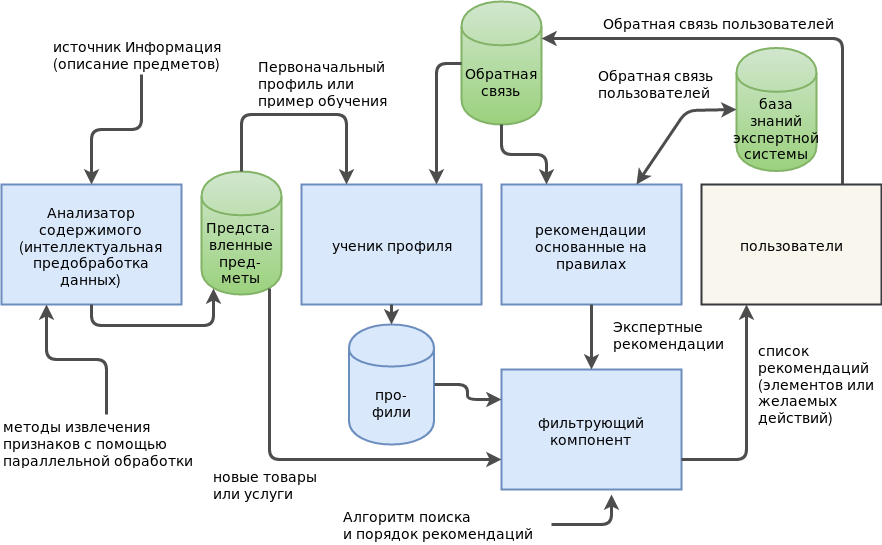 Обратная связь пользователей
источник Информация
(описание предметов)
Первоначальный
профиль или
пример обучения
Обратная
связь
Обратная связь
пользователей
база
знаний
экспертной
системы
Анализатор
содержимого
(интеллектуальная
предобработка
данных)
Предста-
вленные
пред-
меты
ученик профиля
рекомендации
основанные на
правилах
пользователи
Экспертные
рекомендации
список
рекомендаций
(элементов или
желаемых
действий)
про-
фили
фильтрующий
компонент
методы извлечения
признаков с помощью
параллельной обработки
новые товары
или услуги
Алгоритм поиска
и порядок рекомендаций